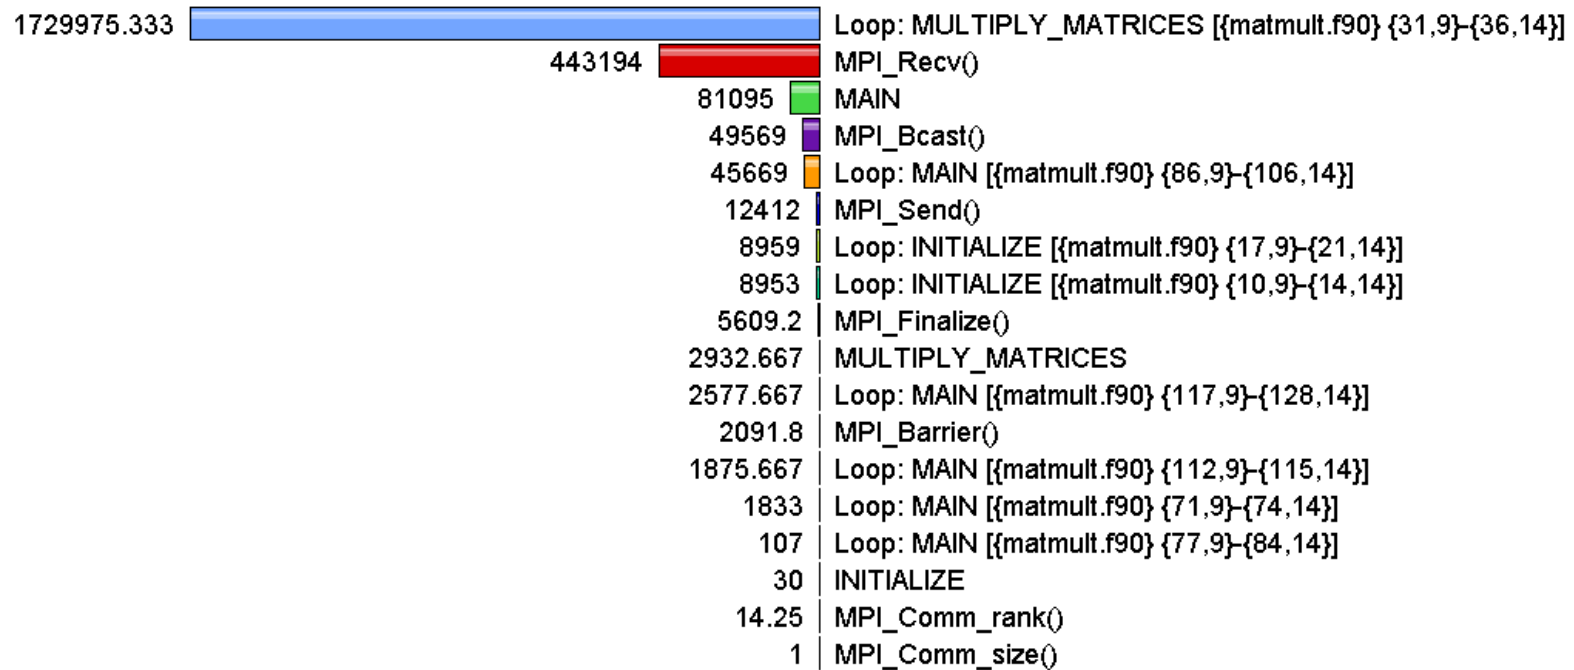 1729975.333 Loop: MULTIPLY_MATRICES [{matmult.f90} {31,9}-{36,14}]
443194 MPI_Recv()
81095 MAIN
49569 MPI_Bcast()
45669 Loop: MAIN [{matmult.f90} {86,9}-{106,14}]
12412 MPI_Send()
8959 Loop: INITIALIZE [{matmult.f90} {17,9}-{21,14}]
8953 Loop: INITIALIZE [{matmult.f90} {10,9}-{14,14}]
5609.2 MPI_Finalize()
2932.667 MULTIPLY_MATRICES
2577.667 Loop: MAIN [{matmult.f90} {117,9}-{128,14}]
2091.8 MPI_Barrier()
1875.667 Loop: MAIN [{matmult.f90} {112,9}-{115,14}]
1833 Loop: MAIN [{matmult.f90} {71,9}-{74,14}]
107 Loop: MAIN [{matmult.f90} {77,9}-{84,14}]
30 INITIALIZE
14.25 MPI_Comm_rank()
1 MPI_Comm_size()